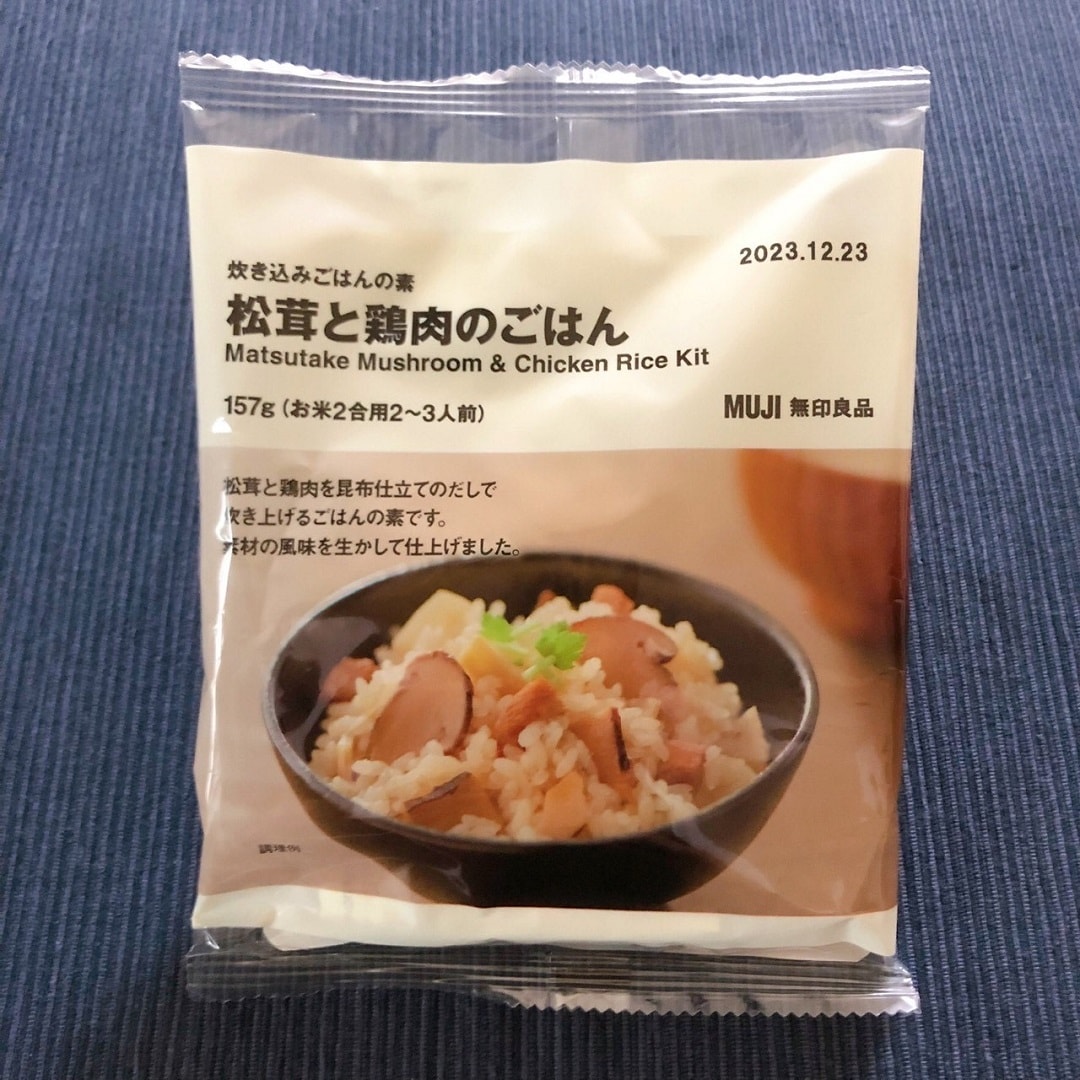 2023.12.23
炊き込みごはんの素
松茸と鶏肉のごはん
Matsutake Mushroom & Chicken Rice Kit
157g（お米2合用2〜3人前）
MUJI 無印良品
松茸と鶏肉を昆布仕立てのだしで
炊き上げるごはんの素です。
素材の風味を生かして仕上げました。
調理例